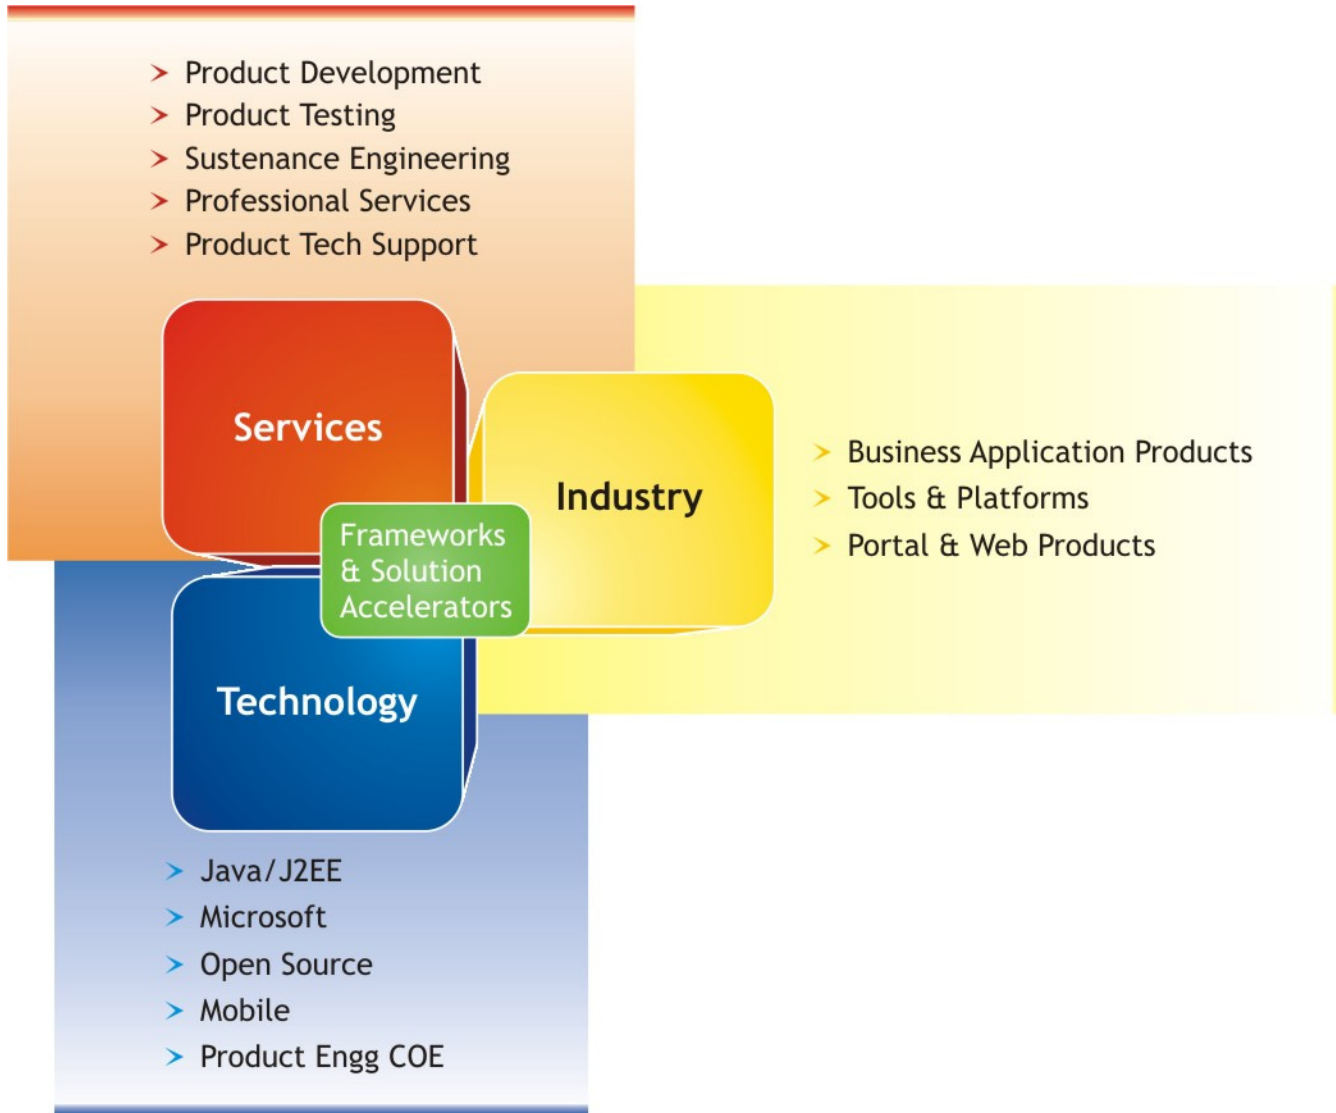 Product Development
Product Testing
Sustenance Engineering
Professional Services
Product Tech Support
Services
Industry
Business Application Products
Tools & Platforms
Portal & Web Products
Frameworks
& Solution
Accelerators
Technology
Java/J2EE
Microsoft
Open Source
Mobile
Product Engg COE